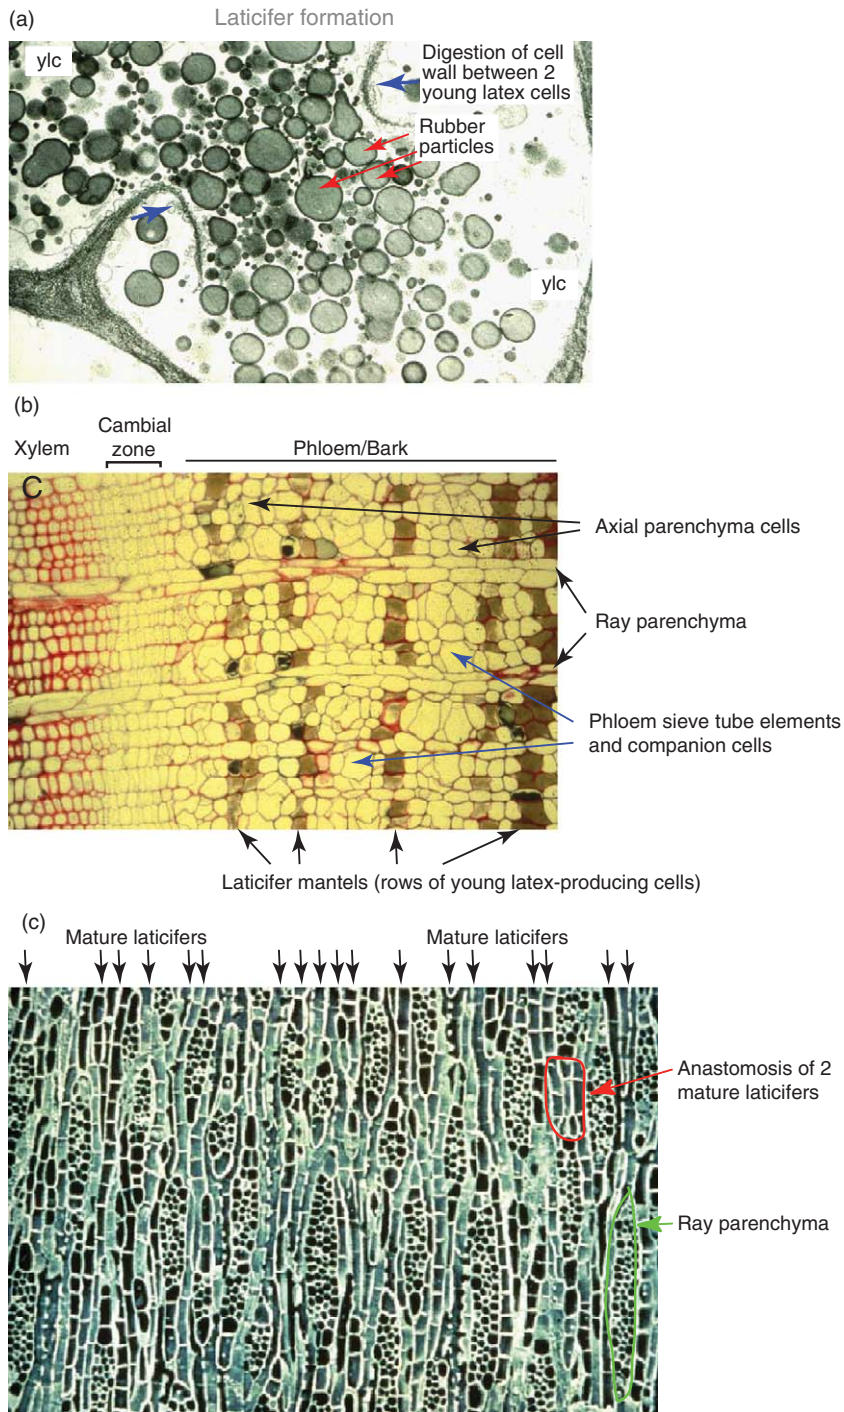 (a)
Laticifer formation
ylc
Digestion of cell
wall between 2
young latex cells
Rubber
particles
ylc
(b)
Xylem
Cambial
zone
Phloem/Bark
C
Axial parenchyma cells
Ray parenchyma
Phloem sieve tube elements
and companion cells
Laticifer mantels (rows of young latex-producing cells)
(c)
Mature laticifers
Mature laticifers
Anastomosis of 2
mature laticifers
Ray parenchyma